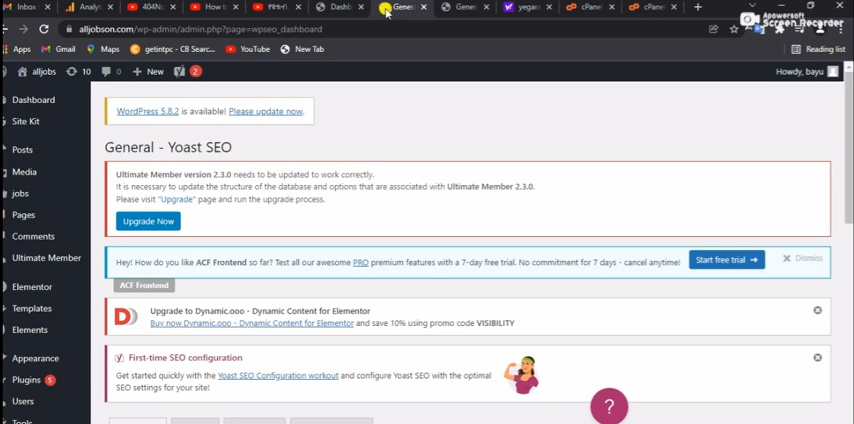 Inbox
Analyt
404No
How to
Dashb
Gener
Gener
yegan
cPanel
cPanel
alljobson.com/wp-admin/admin.php?page=wpseo_dashboard
Apowersoft
Screen Recorder
Apps Gmail Maps getintpc - CB Searc... YouTube New Tab Reading list
alljobs 10 0 New 2 Howdy, bayu
Dashboard
Site Kit
Posts
Media
jobs
Pages
Comments
Ultimate Member
Elementor
Templates
Elements
Appearance
Plugins 5
Users
Tools
WordPress 5.8.2 is available! Please update now.
General - Yoast SEO
Ultimate Member version 2.3.0 needs to be updated to work correctly.
It is necessary to update the structure of the database and options that are associated with Ultimate Member 2.3.0.
Please visit "Upgrade" page and run the upgrade process.
Upgrade Now
Hey! How do you like ACF Frontend so far? Test all our awesome PRO premium features with a 7-day free trial. No commitment for 7 days - cancel anytime!
Start free trial →
Dismiss
ACF Frontend
Upgrade to Dynamic.ooo - Dynamic Content for Elementor
Buy now Dynamic.ooo - Dynamic Content for Elementor and save 10% using promo code VISIBILITY
First-time SEO configuration
Get started quickly with the Yoast SEO Configuration workout and configure Yoast SEO with the optimal
SEO settings for your site!
?